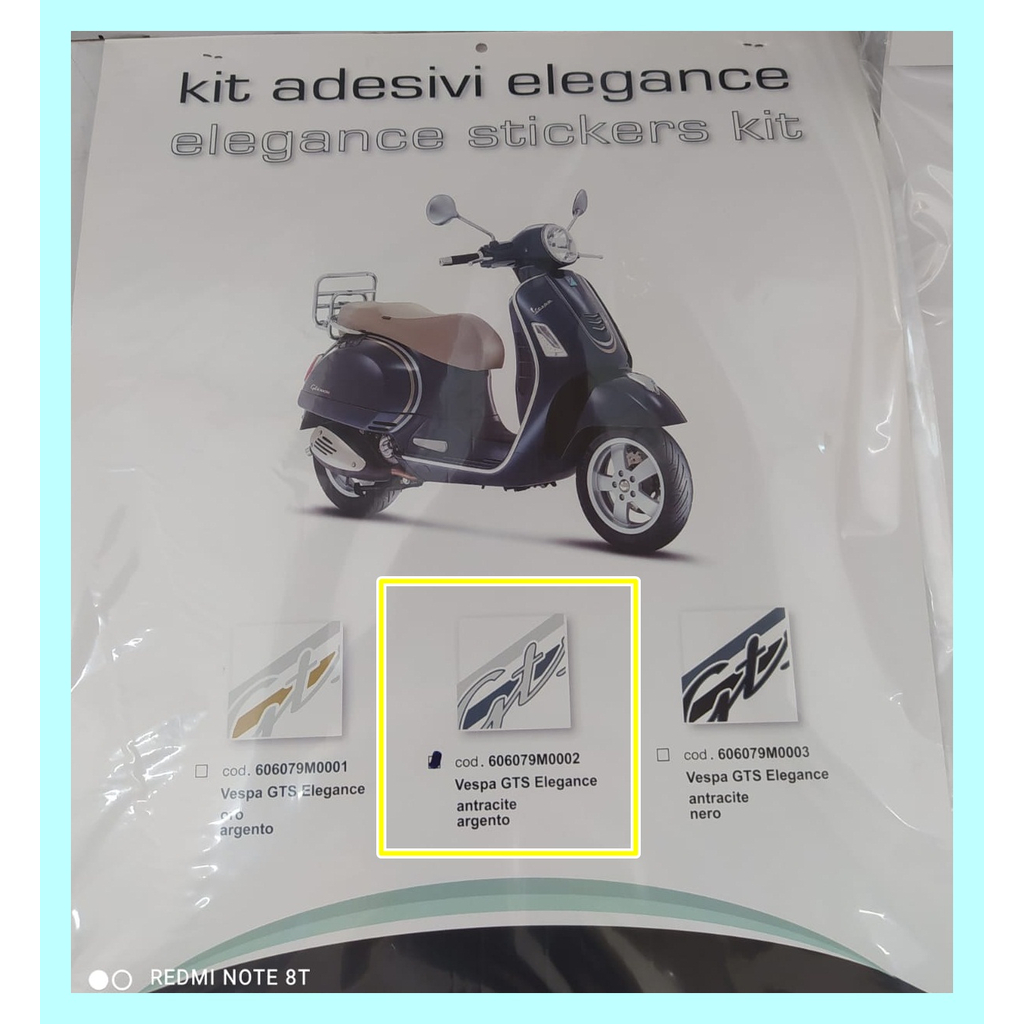 kit adesivi elegance
elegance stickers kit
Vespa
cod. 606079M0001
Vespa GTS Elegance
oro
argento
cod. 606079M0002
Vespa GTS Elegance
antracite
argento
cod. 606079M0003
Vespa GTS Elegance
antracite
nero
REDMI NOTE 8T